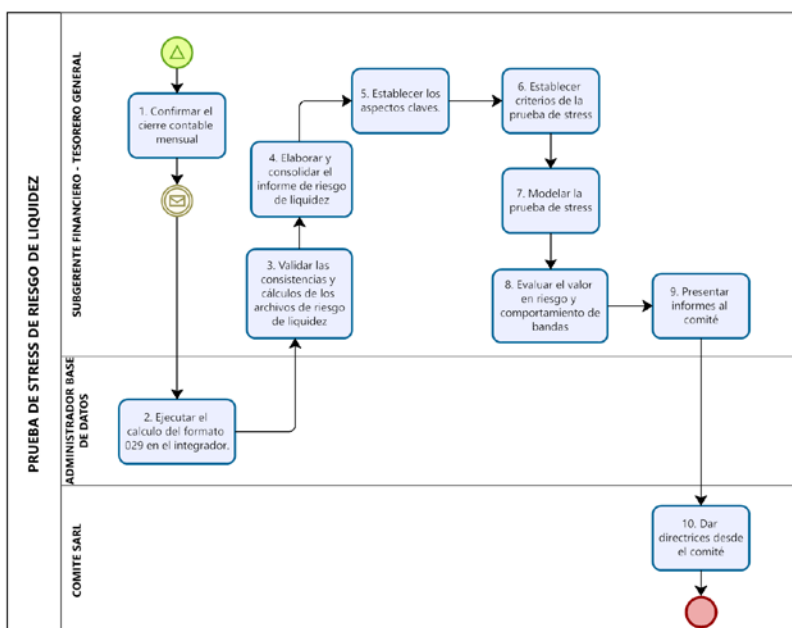 PRUEBA DE STRESS DE RIESGO DE LIQUIDEZ
SUBGERENTE FINANCIERO - TESORERO GENERAL
1. Confirmar el
cierre contable
mensual
4. Elaborar y
consolidar el
informe de riesgo
de liquidez
3. Validar las
consistencias y
cálculos de los
archivos de riesgo
de liquidez
5. Establecer los
aspectos claves.
6. Establecer
criterios de la
prueba de stress
7. Modelar la
prueba de stress
8. Evaluar el valor
en riesgo y
comportamiento de
bandas
9. Presentar
informes al
comité
ADMINISTRADOR BASE
DE DATOS
2. Ejecutar el
calculo del formato
029 en el integrador.
COMITE SARL
10. Dar
directrices desde
el comité